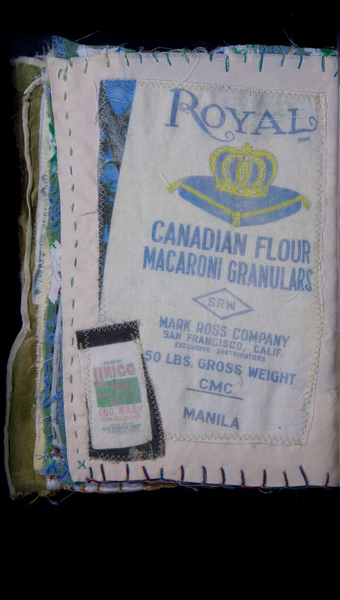 ROYAL
CANADIAN FLOUR
MACARONI GRANULARS
SRW
MARK ROSS COMPANY
SAN FRANCISCO, CALIF.
EXCLUSIVE DISTRIBUTORS
50 LBS. GROSS WEIGHT
CMC
MANILA
UNICO